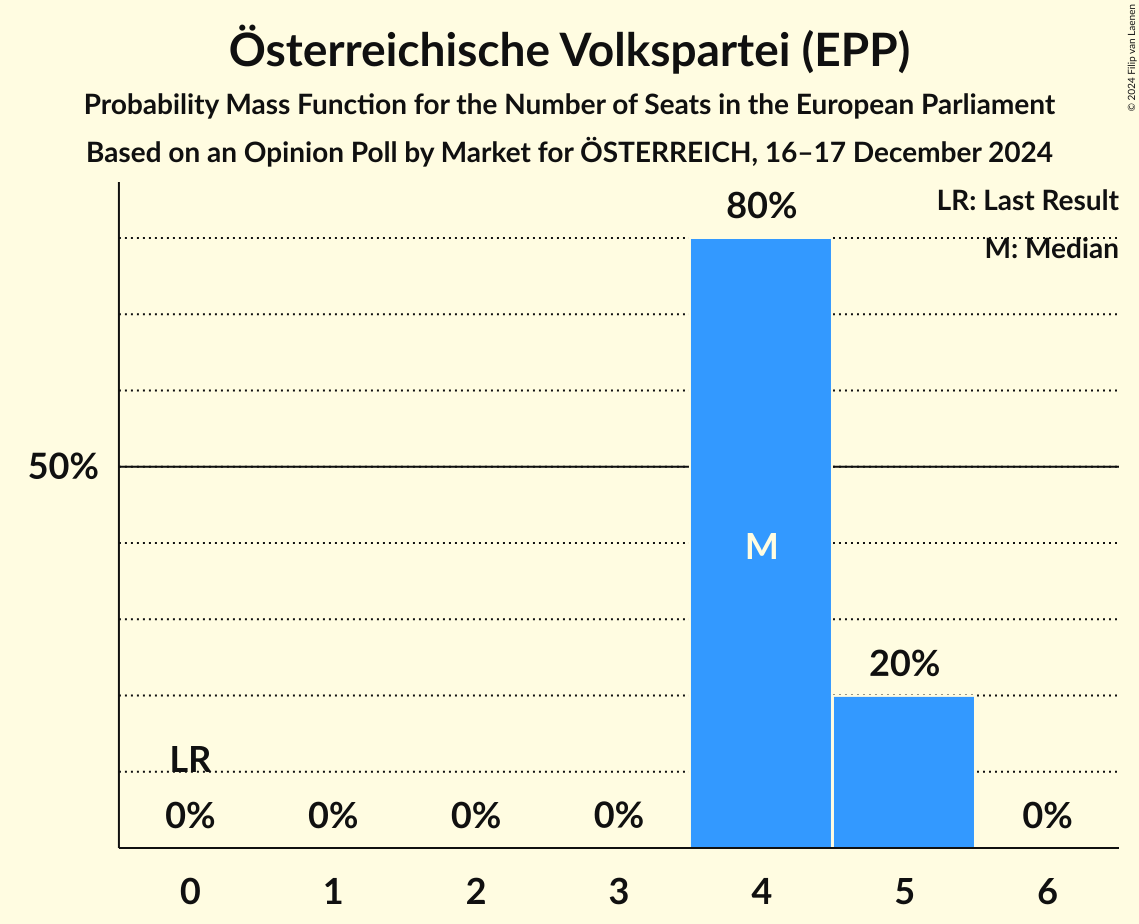 Österreichische Volkspartei (EPP)
Probability Mass Function for the Number of Seats in the European Parliament
Based on an Opinion Poll by Market for ÖSTERREICH, 16–17 December 2024
© 2024 Filip van Laenen
LR: Last Result
M: Median
80%
50%
M
20%
LR
0% 0% 0% 0% 0%
0 1 2 3 4 5 6